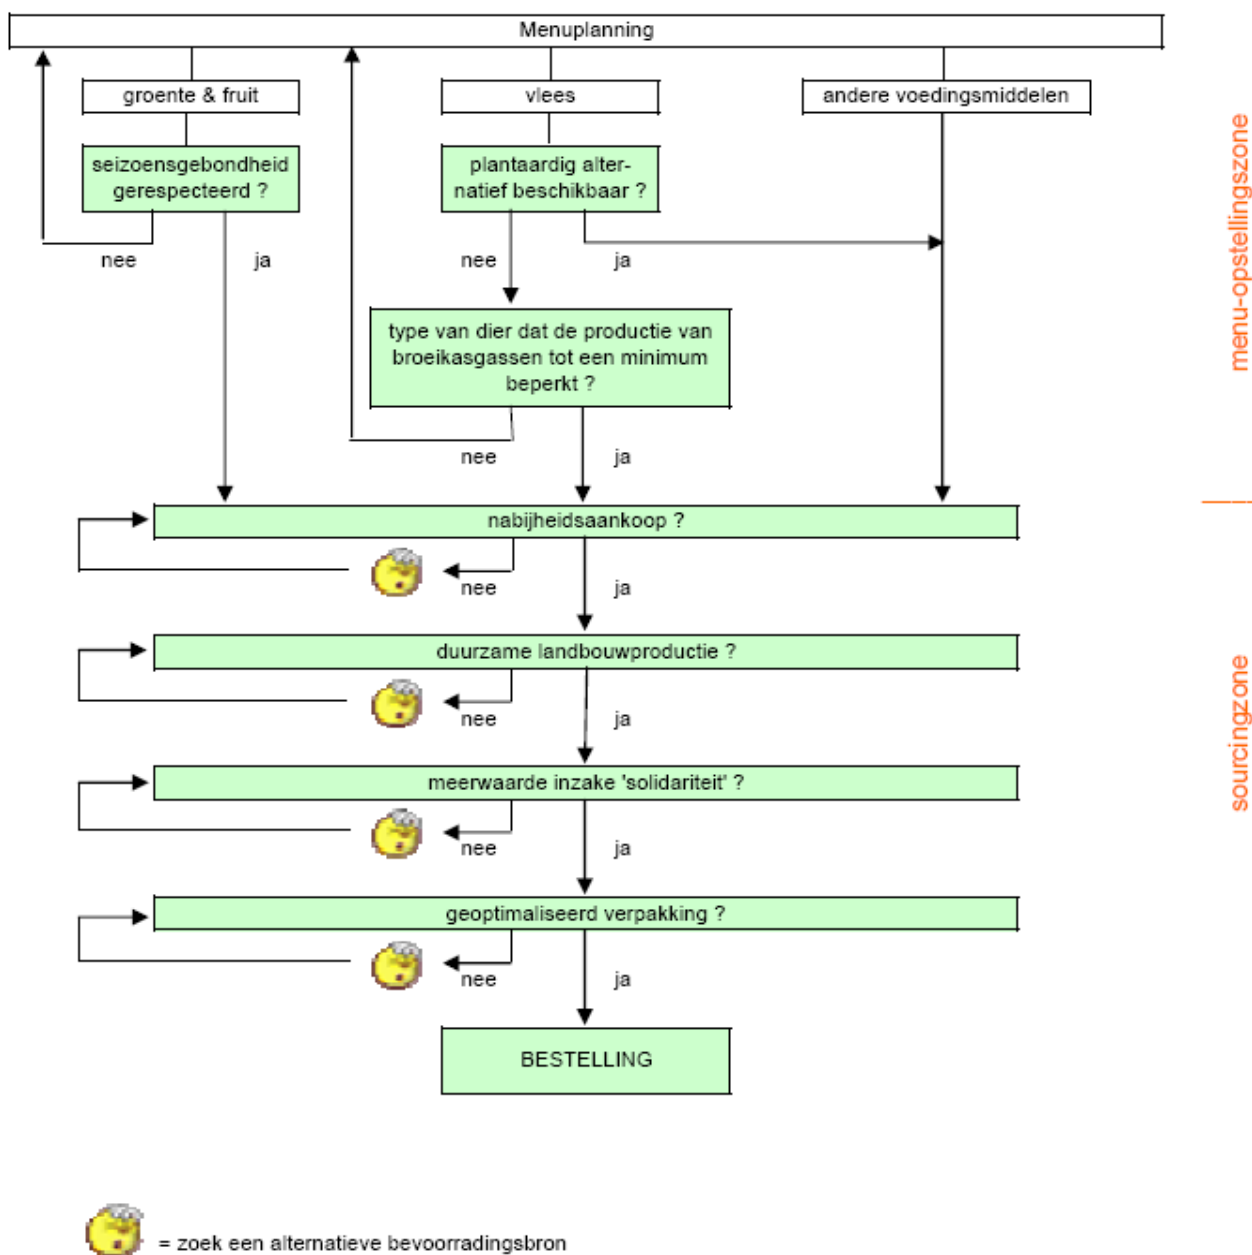 Menuplanning
groente & fruit
vlees
andere voedingsmiddelen
seizoensgebondheid
gerespecteerd ?
plantaardig alter-
natief beschikbaar ?
nee
ja
nee
ja
type van dier dat de productie van
broeikasgassen tot een minimum
beperkt ?
nee
ja
menu-opstellingszone
nabijheidsaankoop ?
nee
ja
duurzame landbouwproductie ?
nee
ja
meerwaarde inzake 'solidariteit' ?
nee
ja
geoptimaliseerd verpakking ?
nee
ja
sourcingzone
BESTELLING
= zoek een alternatieve bevoorradingsbron